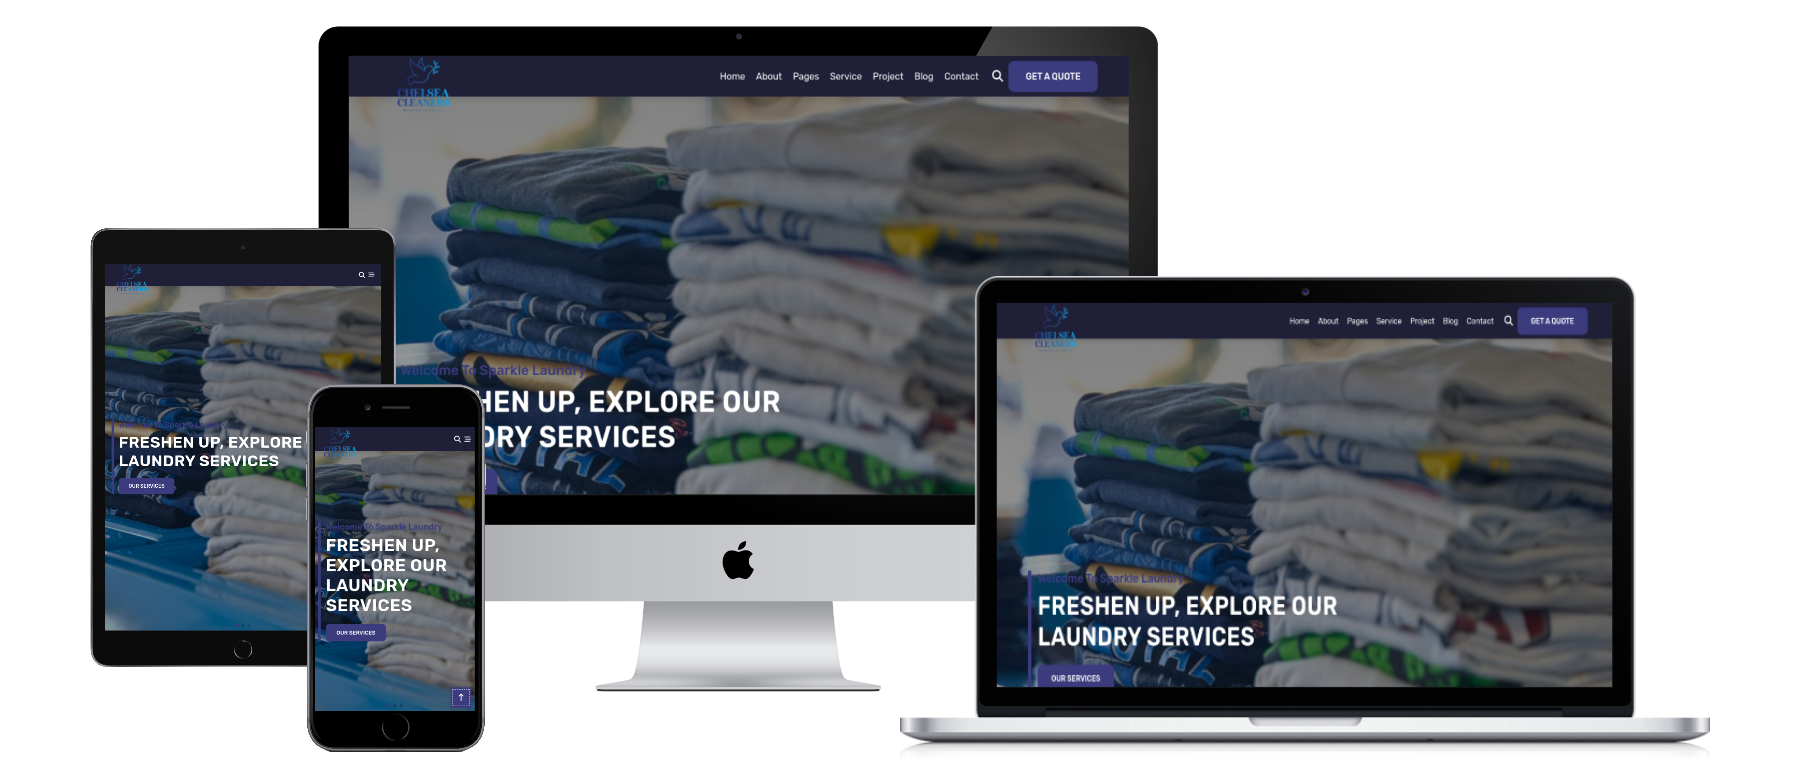 CHELSEA
CLEANERS
Home About Pages Service Project Blog Contact GET A QUOTE
Welcome To Sparkle Laundry
HEN UP, EXPLORE OUR
DRY SERVICES
CHELSEA
CLEANERS
FRESHEN UP, EXPLORE
LAUNDRY SERVICES
OUR SERVICES
CHELSEA
CLEANERS
Welcome To Sparkle Laundry
FRESHEN UP,
EXPLORE OUR
LAUNDRY
SERVICES
OUR SERVICES
CHELSEA
CLEANERS
Home About Pages Service Project Blog Contact GET A QUOTE
Welcome To Sparkle Laundry
FRESHEN UP, EXPLORE OUR
LAUNDRY SERVICES
OUR SERVICES